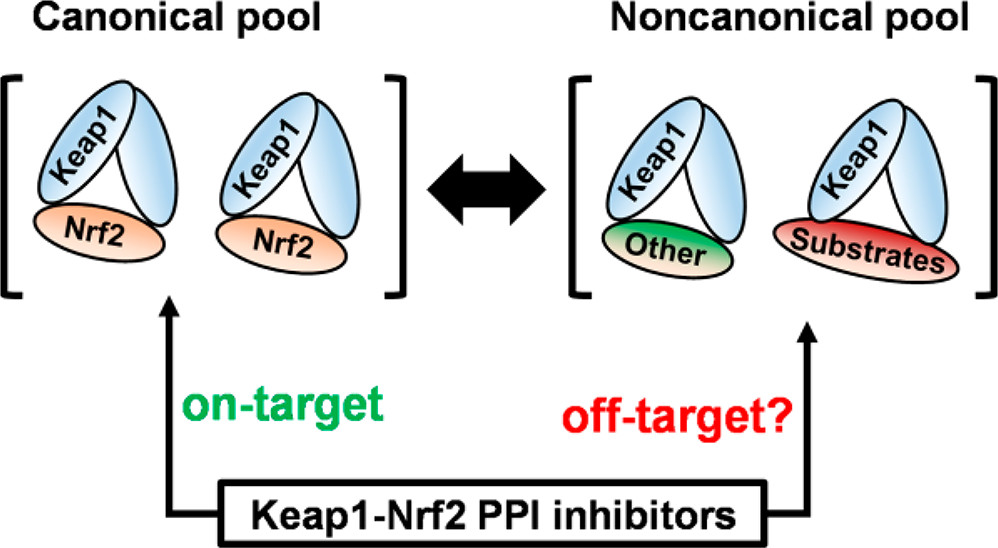 Canonical pool
Noncanonical pool
Keap1
Keap1
Keap1
Keap1
Nrf2
Nrf2
Other
Substrates
on-target
off-target?
Keap1-Nrf2 PPI inhibitors